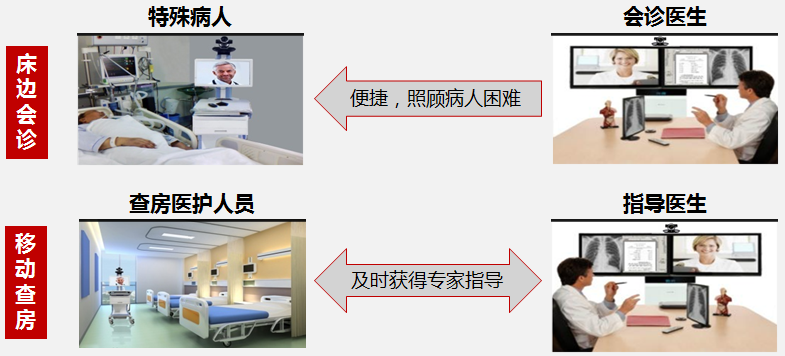 特殊病人
会诊医生
床边会诊
便捷，照顾病人困难
查房医护人员
指导医生
移动查房
及时获得专家指导